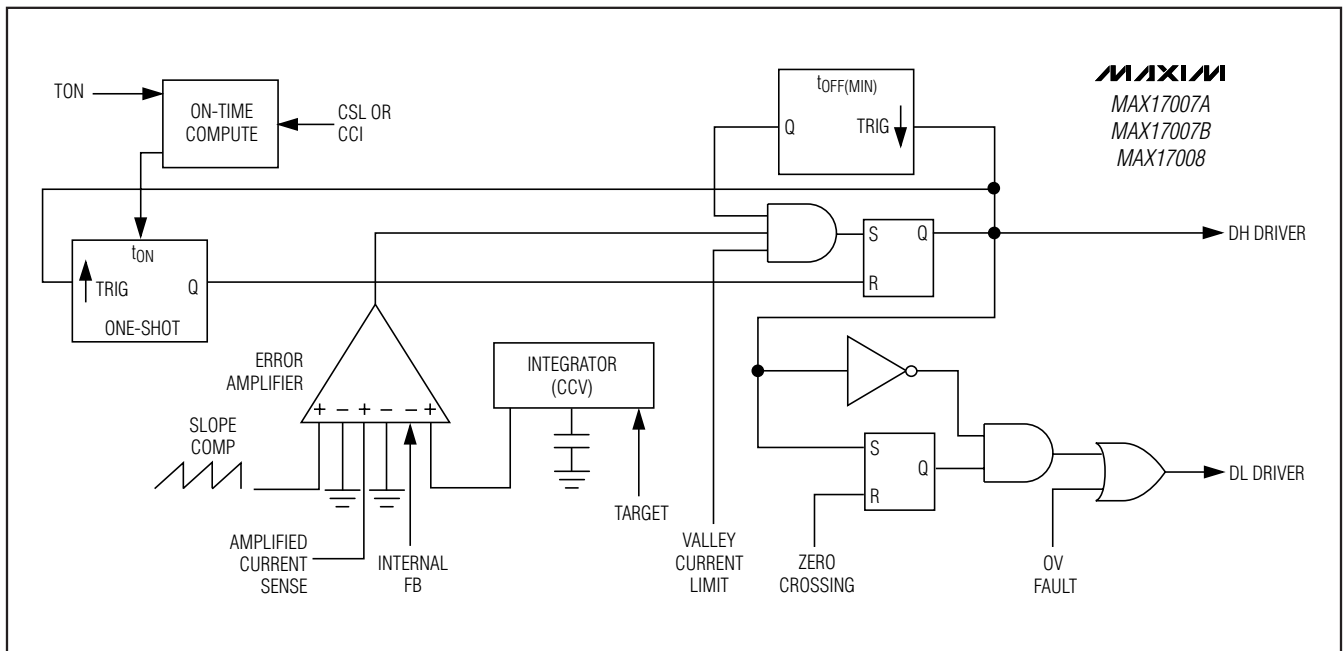 TON
ON-TIME
COMPUTE
CSL OR
CCI
tOFF(MIN)
Q
TRIG
MAXIM
MAX17007A
MAX17007B
MAX17008
tON
TRIG
Q
ONE-SHOT
S
Q
R
DH DRIVER
ERROR
AMPLIFIER
+ – + – – +
INTEGRATOR
(CCV)
SLOPE
COMP
AMPLIFIED
CURRENT
SENSE
INTERNAL
FB
TARGET
VALLEY
CURRENT
LIMIT
S
Q
R
ZERO
CROSSING
OV
FAULT
DL DRIVER